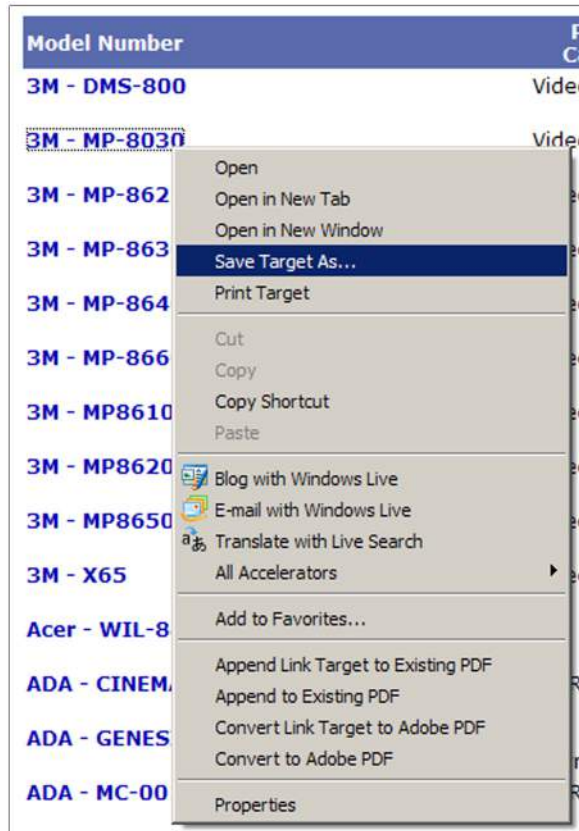 Model Number
3M - DMS-800
3M - MP-8030
Open
Open in New Tab
3M - MP-862
Open in New Window
Save Target As...
3M - MP-863
Print Target
3M - MP-864
Cut
3M - MP-866
Copy
Copy Shortcut
3M - MP8610
Paste
3M - MP8620
Blog with Windows Live
E-mail with Windows Live
3M - MP8650
Translate with Live Search
3M - X65
All Accelerators
Add to Favorites...
Acer - WIL-8
Append Link Target to Existing PDF
ADA - CINEM
Append to Existing PDF
Convert Link Target to Adobe PDF
ADA - GENES
Convert to Adobe PDF
ADA - MC-00
Properties